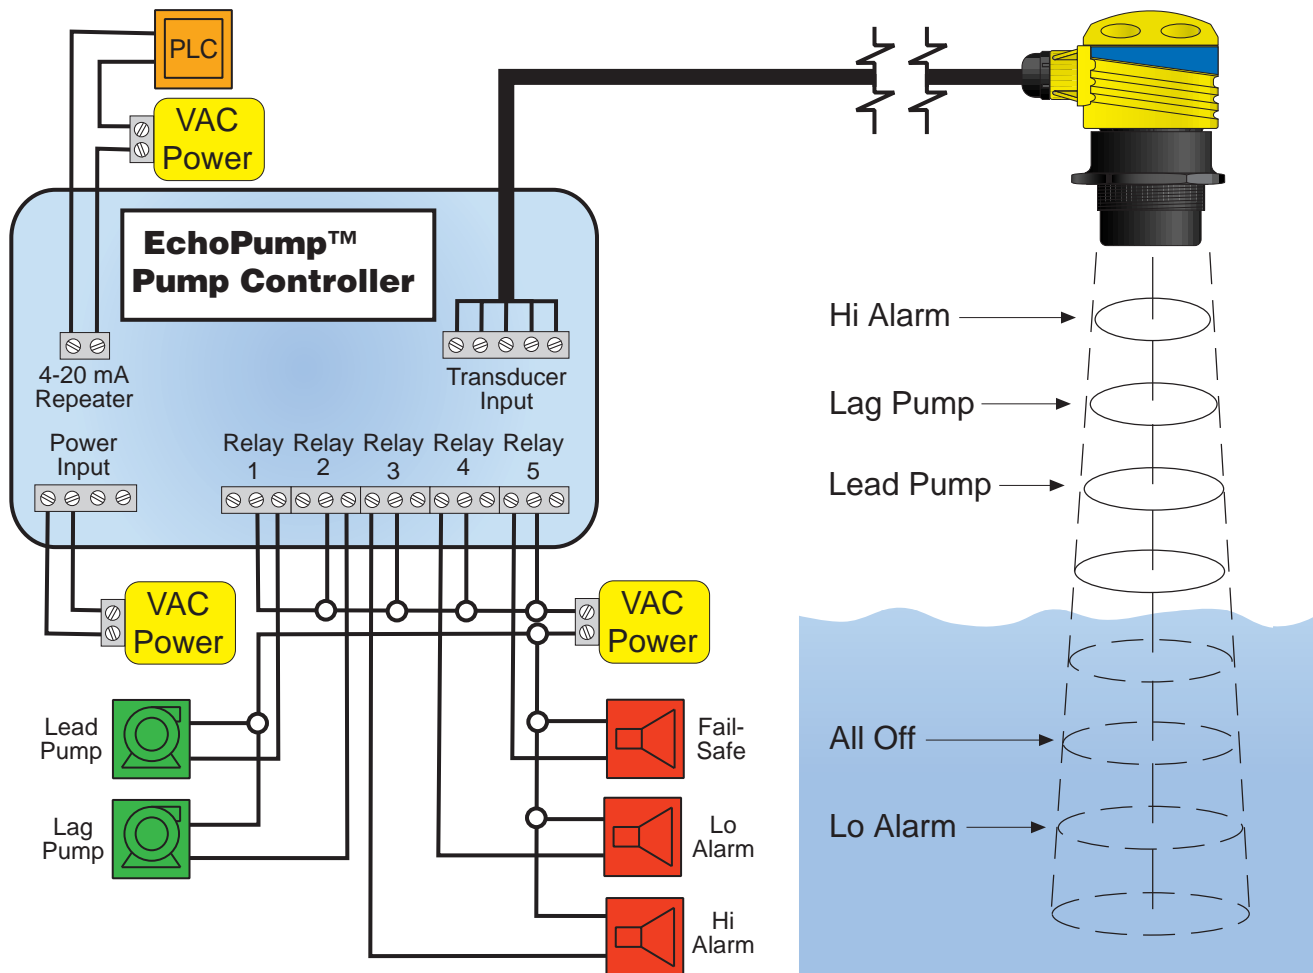 PLC
VAC
Power
EchoPump™
Pump Controller
4-20 mA
Repeater
Transducer
Input
Power
Input
Relay
1
Relay
2
Relay
3
Relay
4
Relay
5
VAC
Power
VAC
Power
Lead
Pump
Lag
Pump
Fail-
Safe
Lo
Alarm
Hi
Alarm
Hi Alarm
Lag Pump
Lead Pump
All Off
Lo Alarm